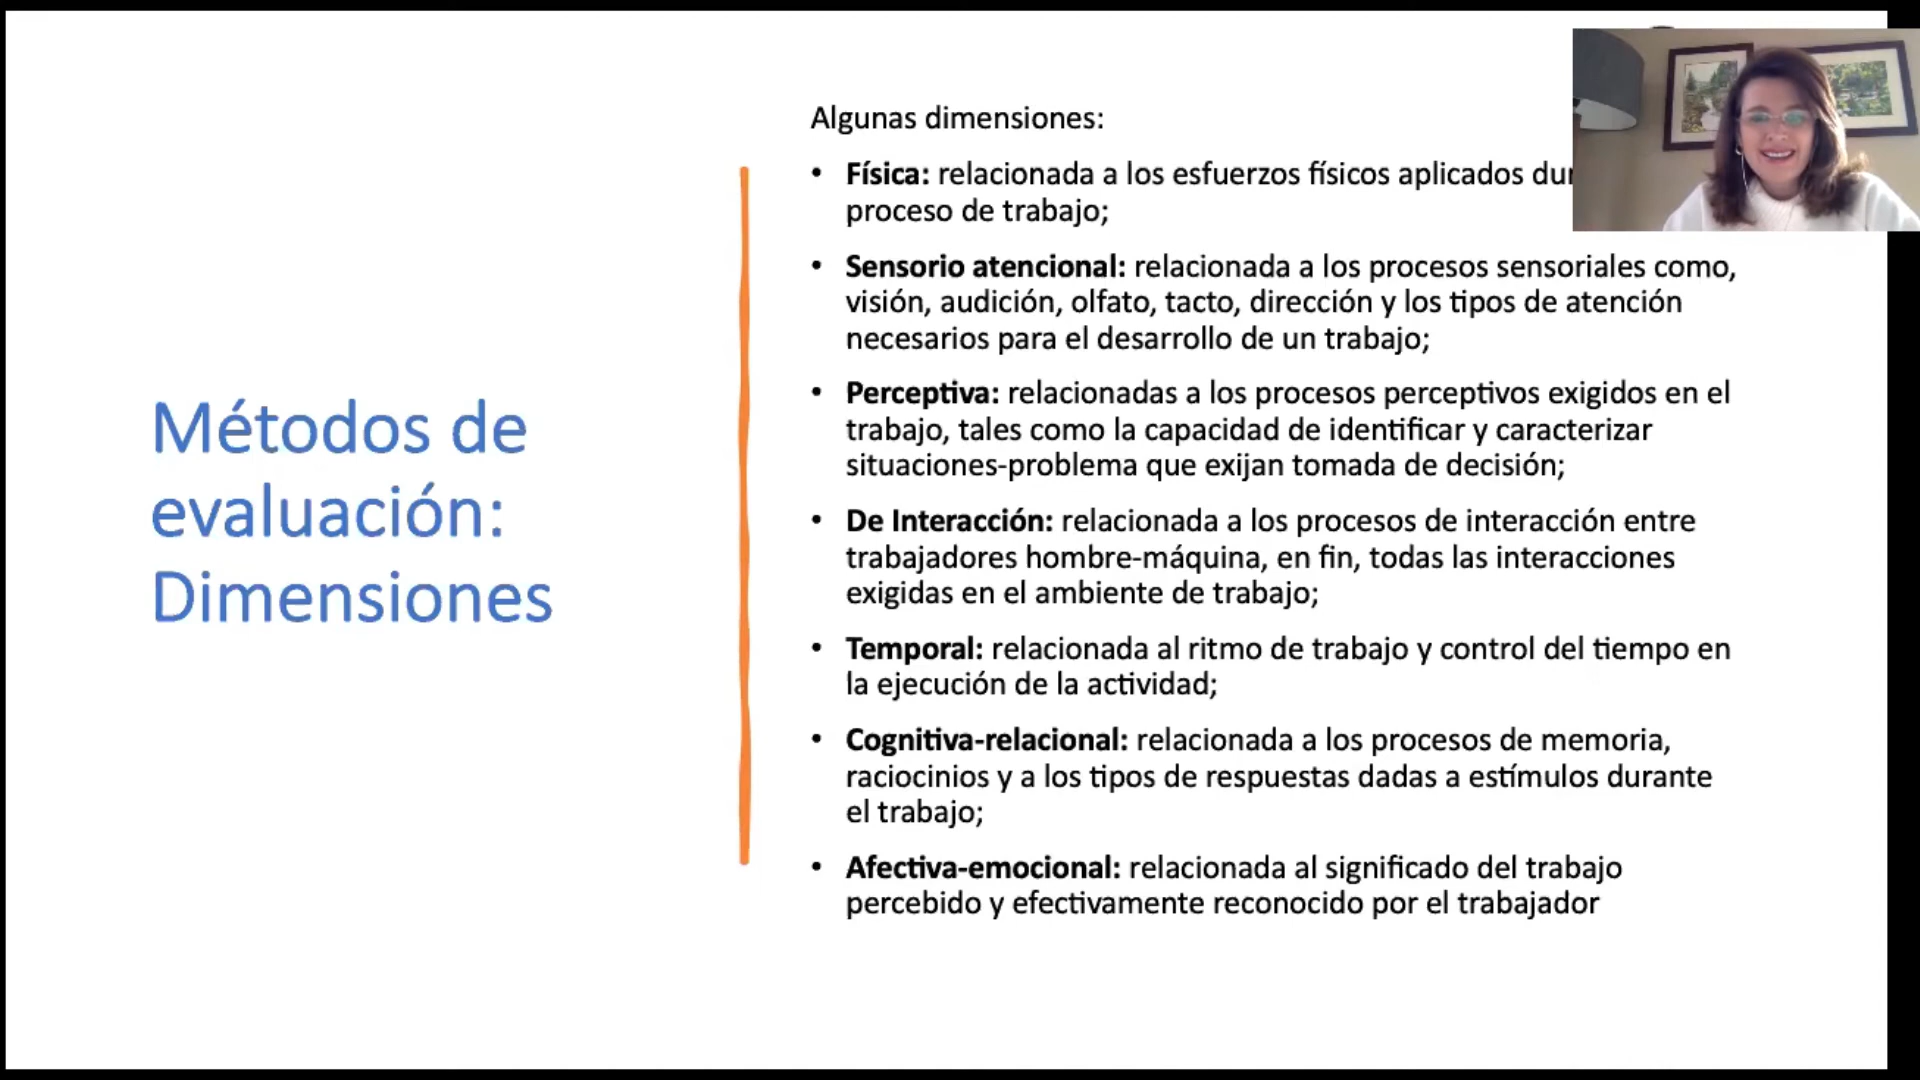 Métodos de
evaluación:
Dimensiones
Algunas dimensiones:
• Física: relacionada a los esfuerzos físicos aplicados
proceso de trabajo;
• Sensorio atencional: relacionada a los procesos sensoriales como,
visión, audición, olfato, tacto, dirección y los tipos de atención
necesarios para el desarrollo de un trabajo;
• Perceptiva: relacionadas a los procesos perceptivos exigidos en el
trabajo, tales como la capacidad de identificar y caracterizar
situaciones-problema que exijan tomada de decisión;
• De Interacción: relacionada a los procesos de interacción entre
trabajadores hombre-máquina, en fin, todas las interacciones
exigidas en el ambiente de trabajo;
• Temporal: relacionada al ritmo de trabajo y control del tiempo en
la ejecución de la actividad;
• Cognitiva-relacional: relacionada a los procesos de memoria,
raciocinios y a los tipos de respuestas dadas a estímulos durante
el trabajo;
• Afectiva-emocional: relacionada al significado del trabajo
percebido y efectivamente reconocido por el trabajador